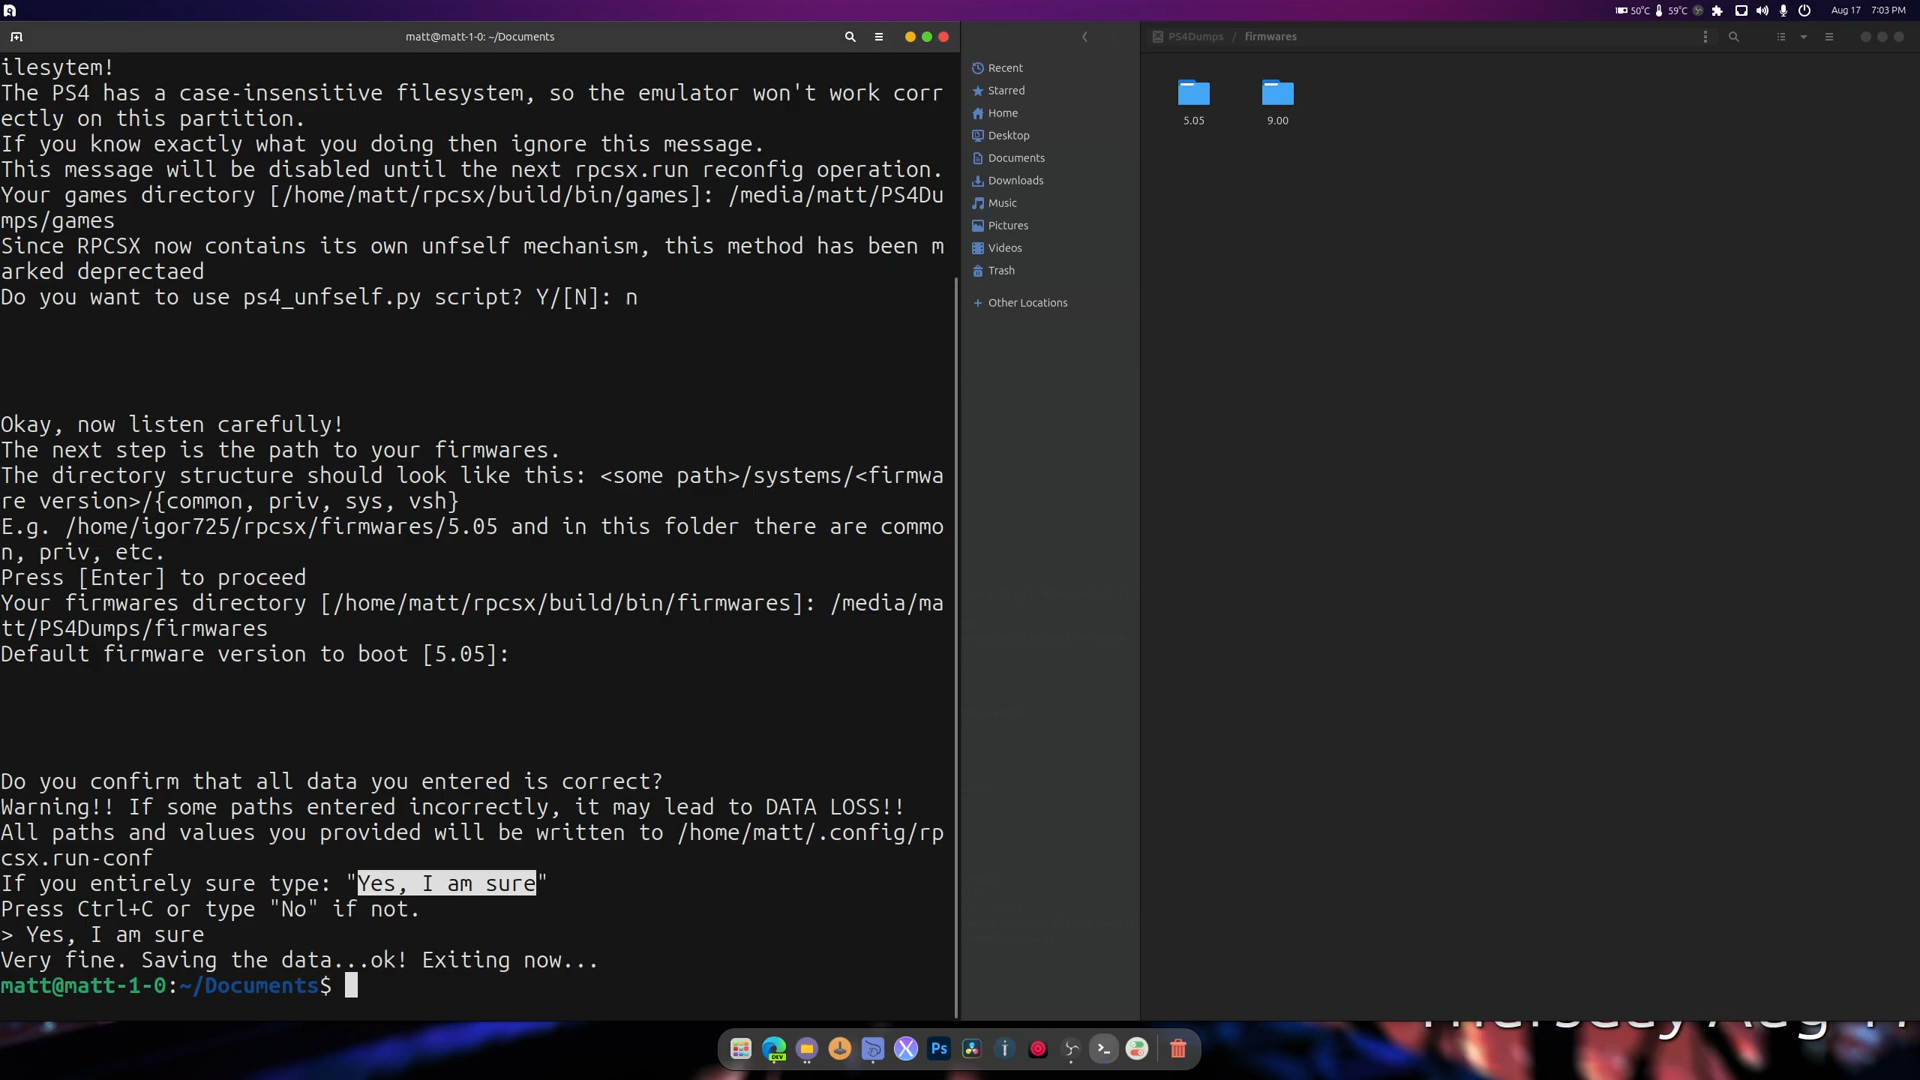 50°C 59°C Aug 17 7:03 PM
matt@matt-1-0: ~/Documents
ilesytem!
The PS4 has a case-insensitive filesystem, so the emulator won't work corr
ectly on this partition.
If you know exactly what you doing then ignore this message.
This message will be disabled until the next rpcsx.run reconfig operation.
Your games directory [/home/matt/rpcsx/build/bin/games]: /media/matt/PS4Du
mps/games
Since RPCSX now contains its own unfself mechanism, this method has been m
arked deprectaed
Do you want to use ps4_unfself.py script? Y/[N]: n
Okay, now listen carefully!
The next step is the path to your firmwares.
The directory structure should look like this: <some path>/systems/<firmwa
re version>/{common, priv, sys, vsh}
E.g. /home/igor725/rpcsx/firmwares/5.05 and in this folder there are commo
n, priv, etc.
Press [Enter] to proceed
Your firmwares directory [/home/matt/rpcsx/build/bin/firmwares]: /media/ma
tt/PS4Dumps/firmwares
Default firmware version to boot [5.05]:
Do you confirm that all data you entered is correct?
Warning!! If some paths entered incorrectly, it may lead to DATA LOSS!!
All paths and values you provided will be written to /home/matt/.config/rp
csx.run-conf
If you entirely sure type: "Yes, I am sure"
Press Ctrl+C or type "No" if not.
> Yes, I am sure
Very fine. Saving the data...ok! Exiting now...
matt@matt-1-0:~/Documents$
PS4Dumps / firmwares
Recent
Starred
Home
Desktop
Documents
Downloads
Music
Pictures
Videos
Trash
+ Other Locations
5.05
9.00
DEV
Ps